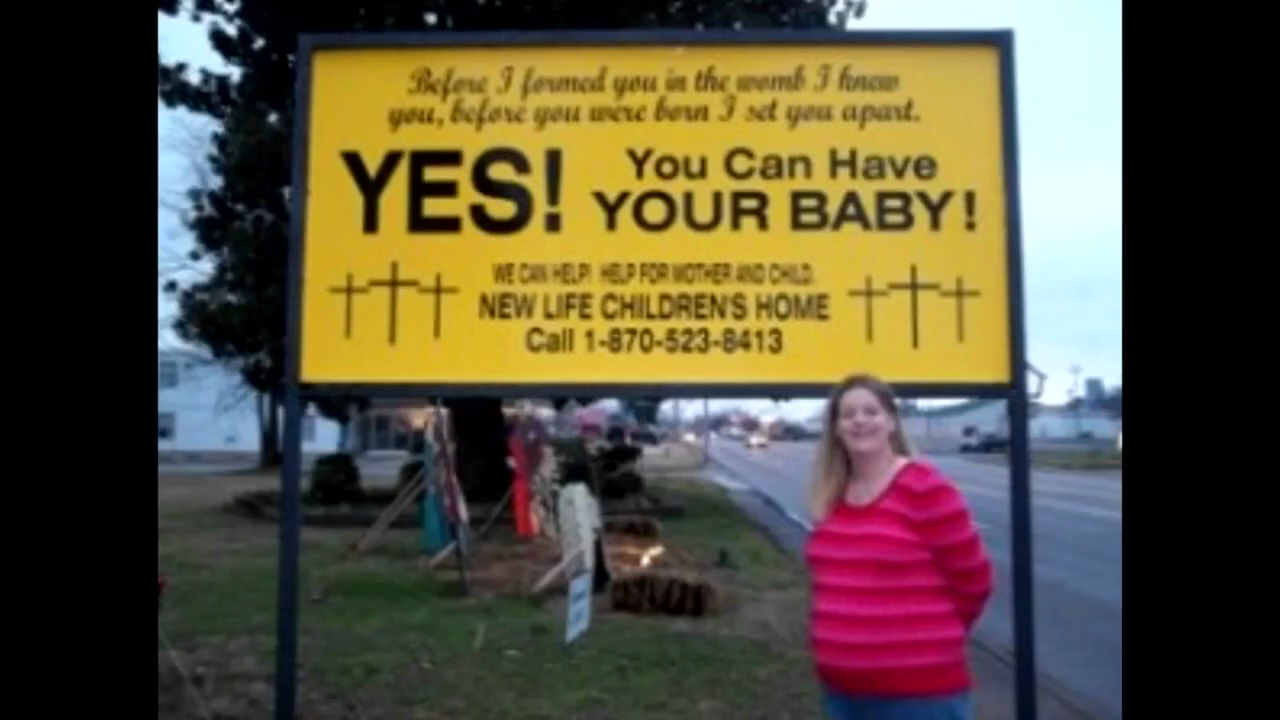 Before I formed you in the womb I knew
you, before you were born I set you apart.
YES! You Can Have
YOUR BABY!
WE CAN HELP! HELP FOR MOTHER AND CHILD.
NEW LIFE CHILDREN'S HOME
Call 1-870-523-8413